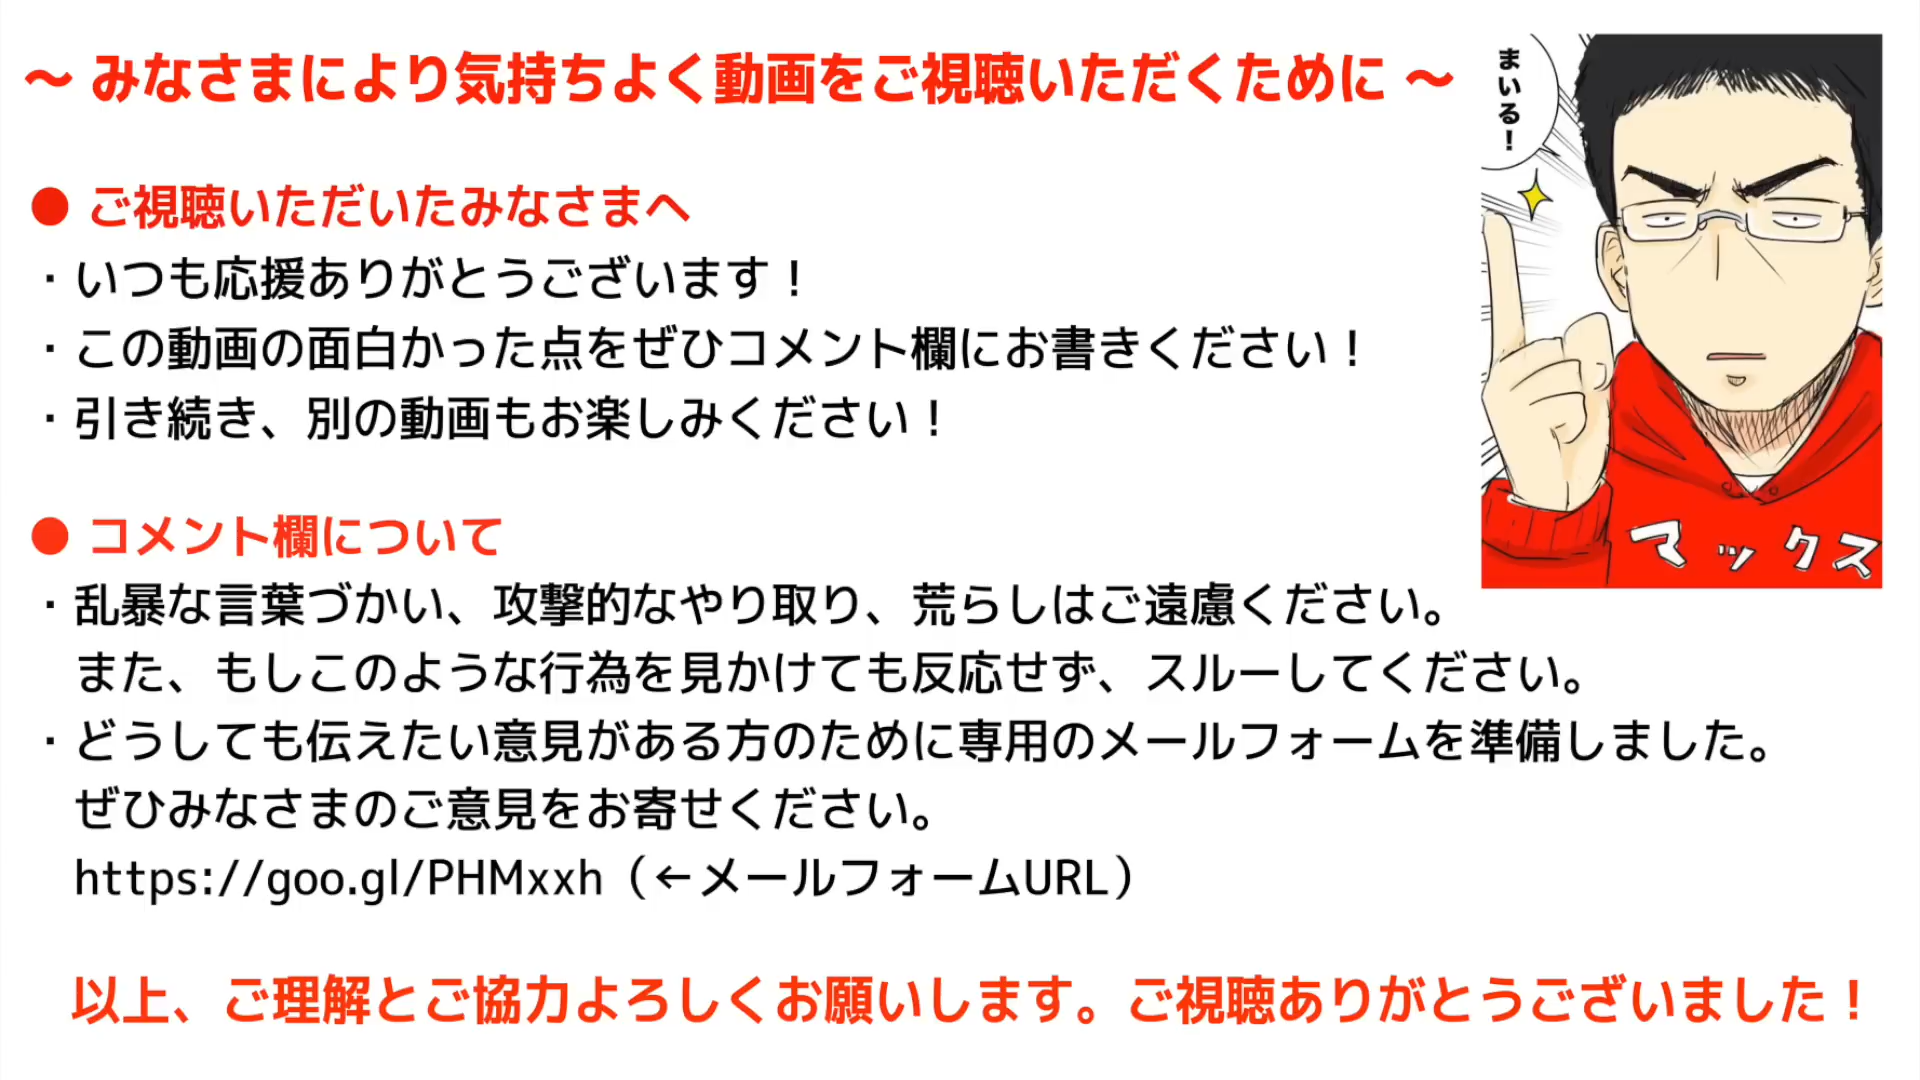 〜 みなさまにより気持ちよく動画をご視聴いただくために 〜
まいる！
● ご視聴いただいたみなさまへ
・いつも応援ありがとうございます！
・この動画の面白かった点をぜひコメント欄にお書きください！
・引き続き、別の動画もお楽しみください！
マックス
● コメント欄について
・乱暴な言葉づかい、攻撃的なやり取り、荒らしはご遠慮ください。
また、もしこのような行為を見かけても反応せず、スルーしてください。
・どうしても伝えたい意見がある方のために専用のメールフォームを準備しました。
ぜひみなさまのご意見をお寄せください。
https://goo.gl/PHMxxh（←メールフォームURL）
以上、ご理解とご協力よろしくお願いします。ご視聴ありがとうございました！